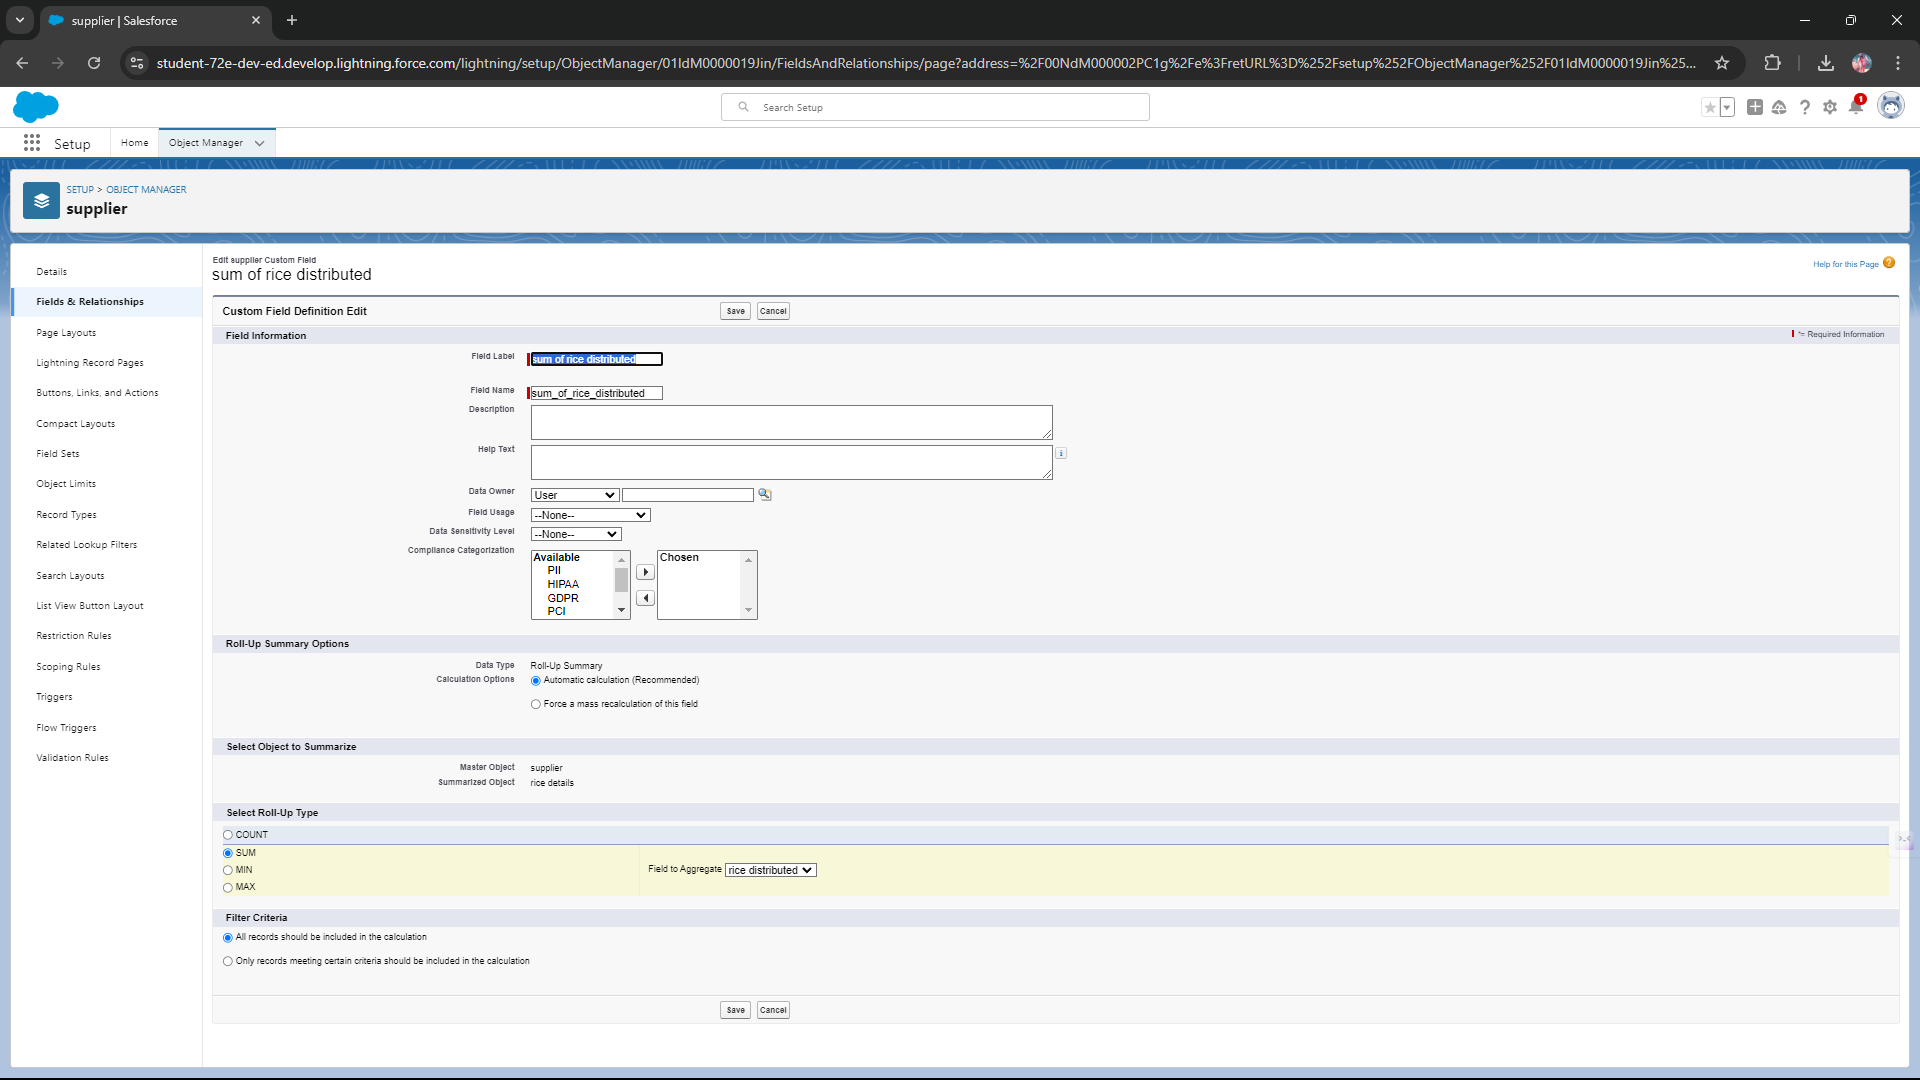 supplier | Salesforce
student-72e-dev-ed.develop.lightning.force.com/lightning/setup/ObjectManager/01IdM0000019Jin/FieldsAndRelationships/page?address=%2F00NdM000002PC1g%2Fe%3FretURL%3D%252Fsetup%252FObjectManager%252F01IdM0000019Jin%25...
Search Setup
1
Setup
Home
Object Manager
SETUP > OBJECT MANAGER
supplier
Details
Fields & Relationships
Page Layouts
Lightning Record Pages
Buttons, Links, and Actions
Compact Layouts
Field Sets
Object Limits
Record Types
Related Lookup Filters
Search Layouts
List View Button Layout
Restriction Rules
Scoping Rules
Triggers
Flow Triggers
Validation Rules
Edit supplier Custom Field
sum of rice distributed
Help for this Page
Custom Field Definition Edit
Save
Cancel
Field Information
= Required Information
Field Label
sum of rice distributed
Field Name
sum_of_rice_distributed
Description
Help Text
i
Data Owner
User
Field Usage
--None--
Data Sensitivity Level
--None--
Compliance Categorization
Available
PII
HIPAA
GDPR
PCI
Chosen
Roll-Up Summary Options
Data Type
Roll-Up Summary
Calculation Options
Automatic calculation (Recommended)
Force a mass recalculation of this field
Select Object to Summarize
Master Object
supplier
Summarized Object
rice details
Select Roll-Up Type
COUNT
SUM
MIN
MAX
Field to Aggregate
rice distributed
Filter Criteria
All records should be included in the calculation
Only records meeting certain criteria should be included in the calculation
Save
Cancel